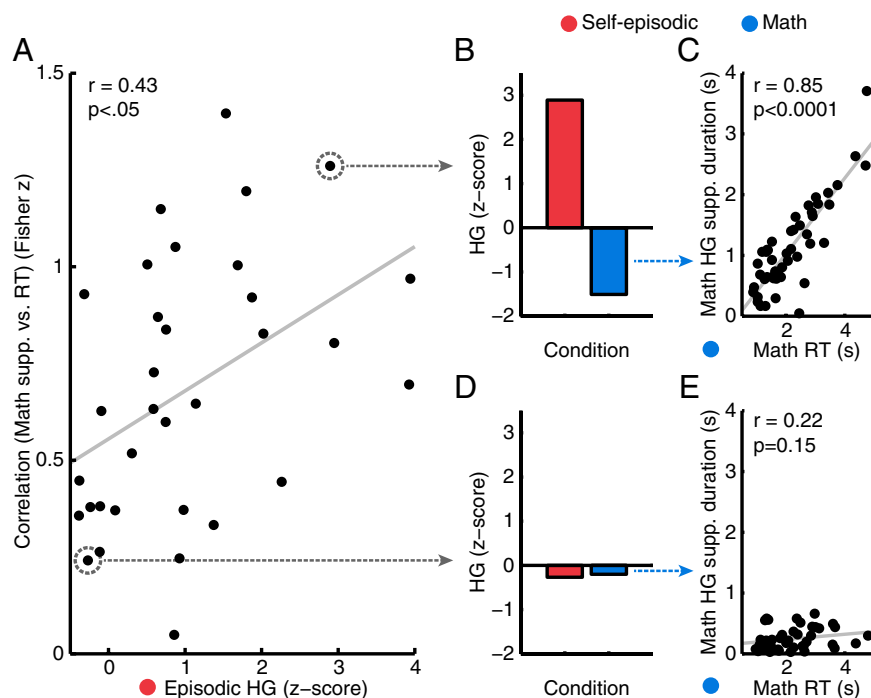 Self-episodic Math
A
r = 0.43
p<.05
1.5
1
0.5
0
Correlation (Math supp. vs. RT) (Fisher z)
0 1 2 3 4
Episodic HG (z-score)
B
3
2
1
0
−1
−2
HG (z-score)
Condition
C
r = 0.85
p<0.0001
4
3
2
1
0
Math HG supp. duration (s)
2 4
Math RT (s)
D
3
2
1
0
−1
−2
HG (z-score)
Condition
E
r = 0.22
p=0.15
4
3
2
1
0
Math HG supp. duration (s)
2 4
Math RT (s)